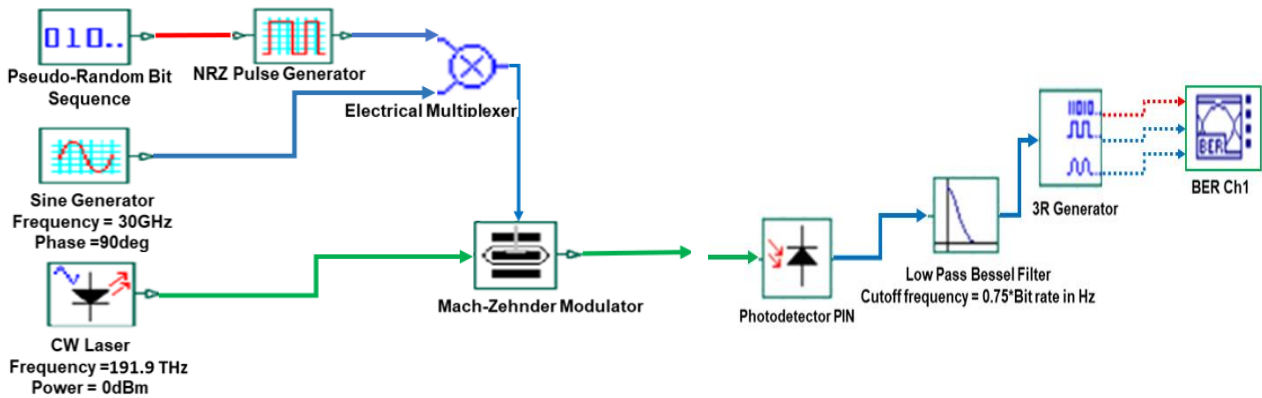 010..
Pseudo-Random Bit
Sequence
NRZ Pulse Generator
Electrical Multiplexer
Sine Generator
Frequency = 30GHz
Phase =90deg
CW Laser
Frequency =191.9 THz
Power = 0dBm
Mach-Zehnder Modulator
Photodetector PIN
Low Pass Bessel Filter
Cutoff frequency = 0.75*Bit rate in Hz
11010
3R Generator
BER
BER Ch1